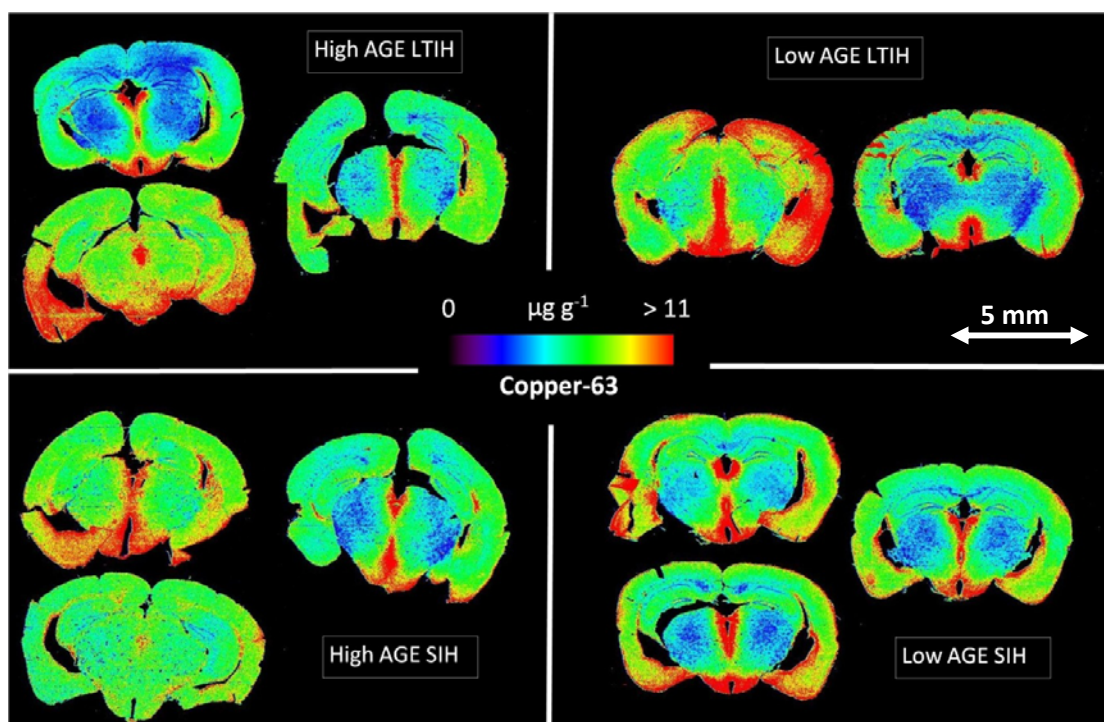 High AGE LTIH
Low AGE LTIH
0 µg g⁻¹ > 11
Copper-63
5 mm
High AGE SIH
Low AGE SIH